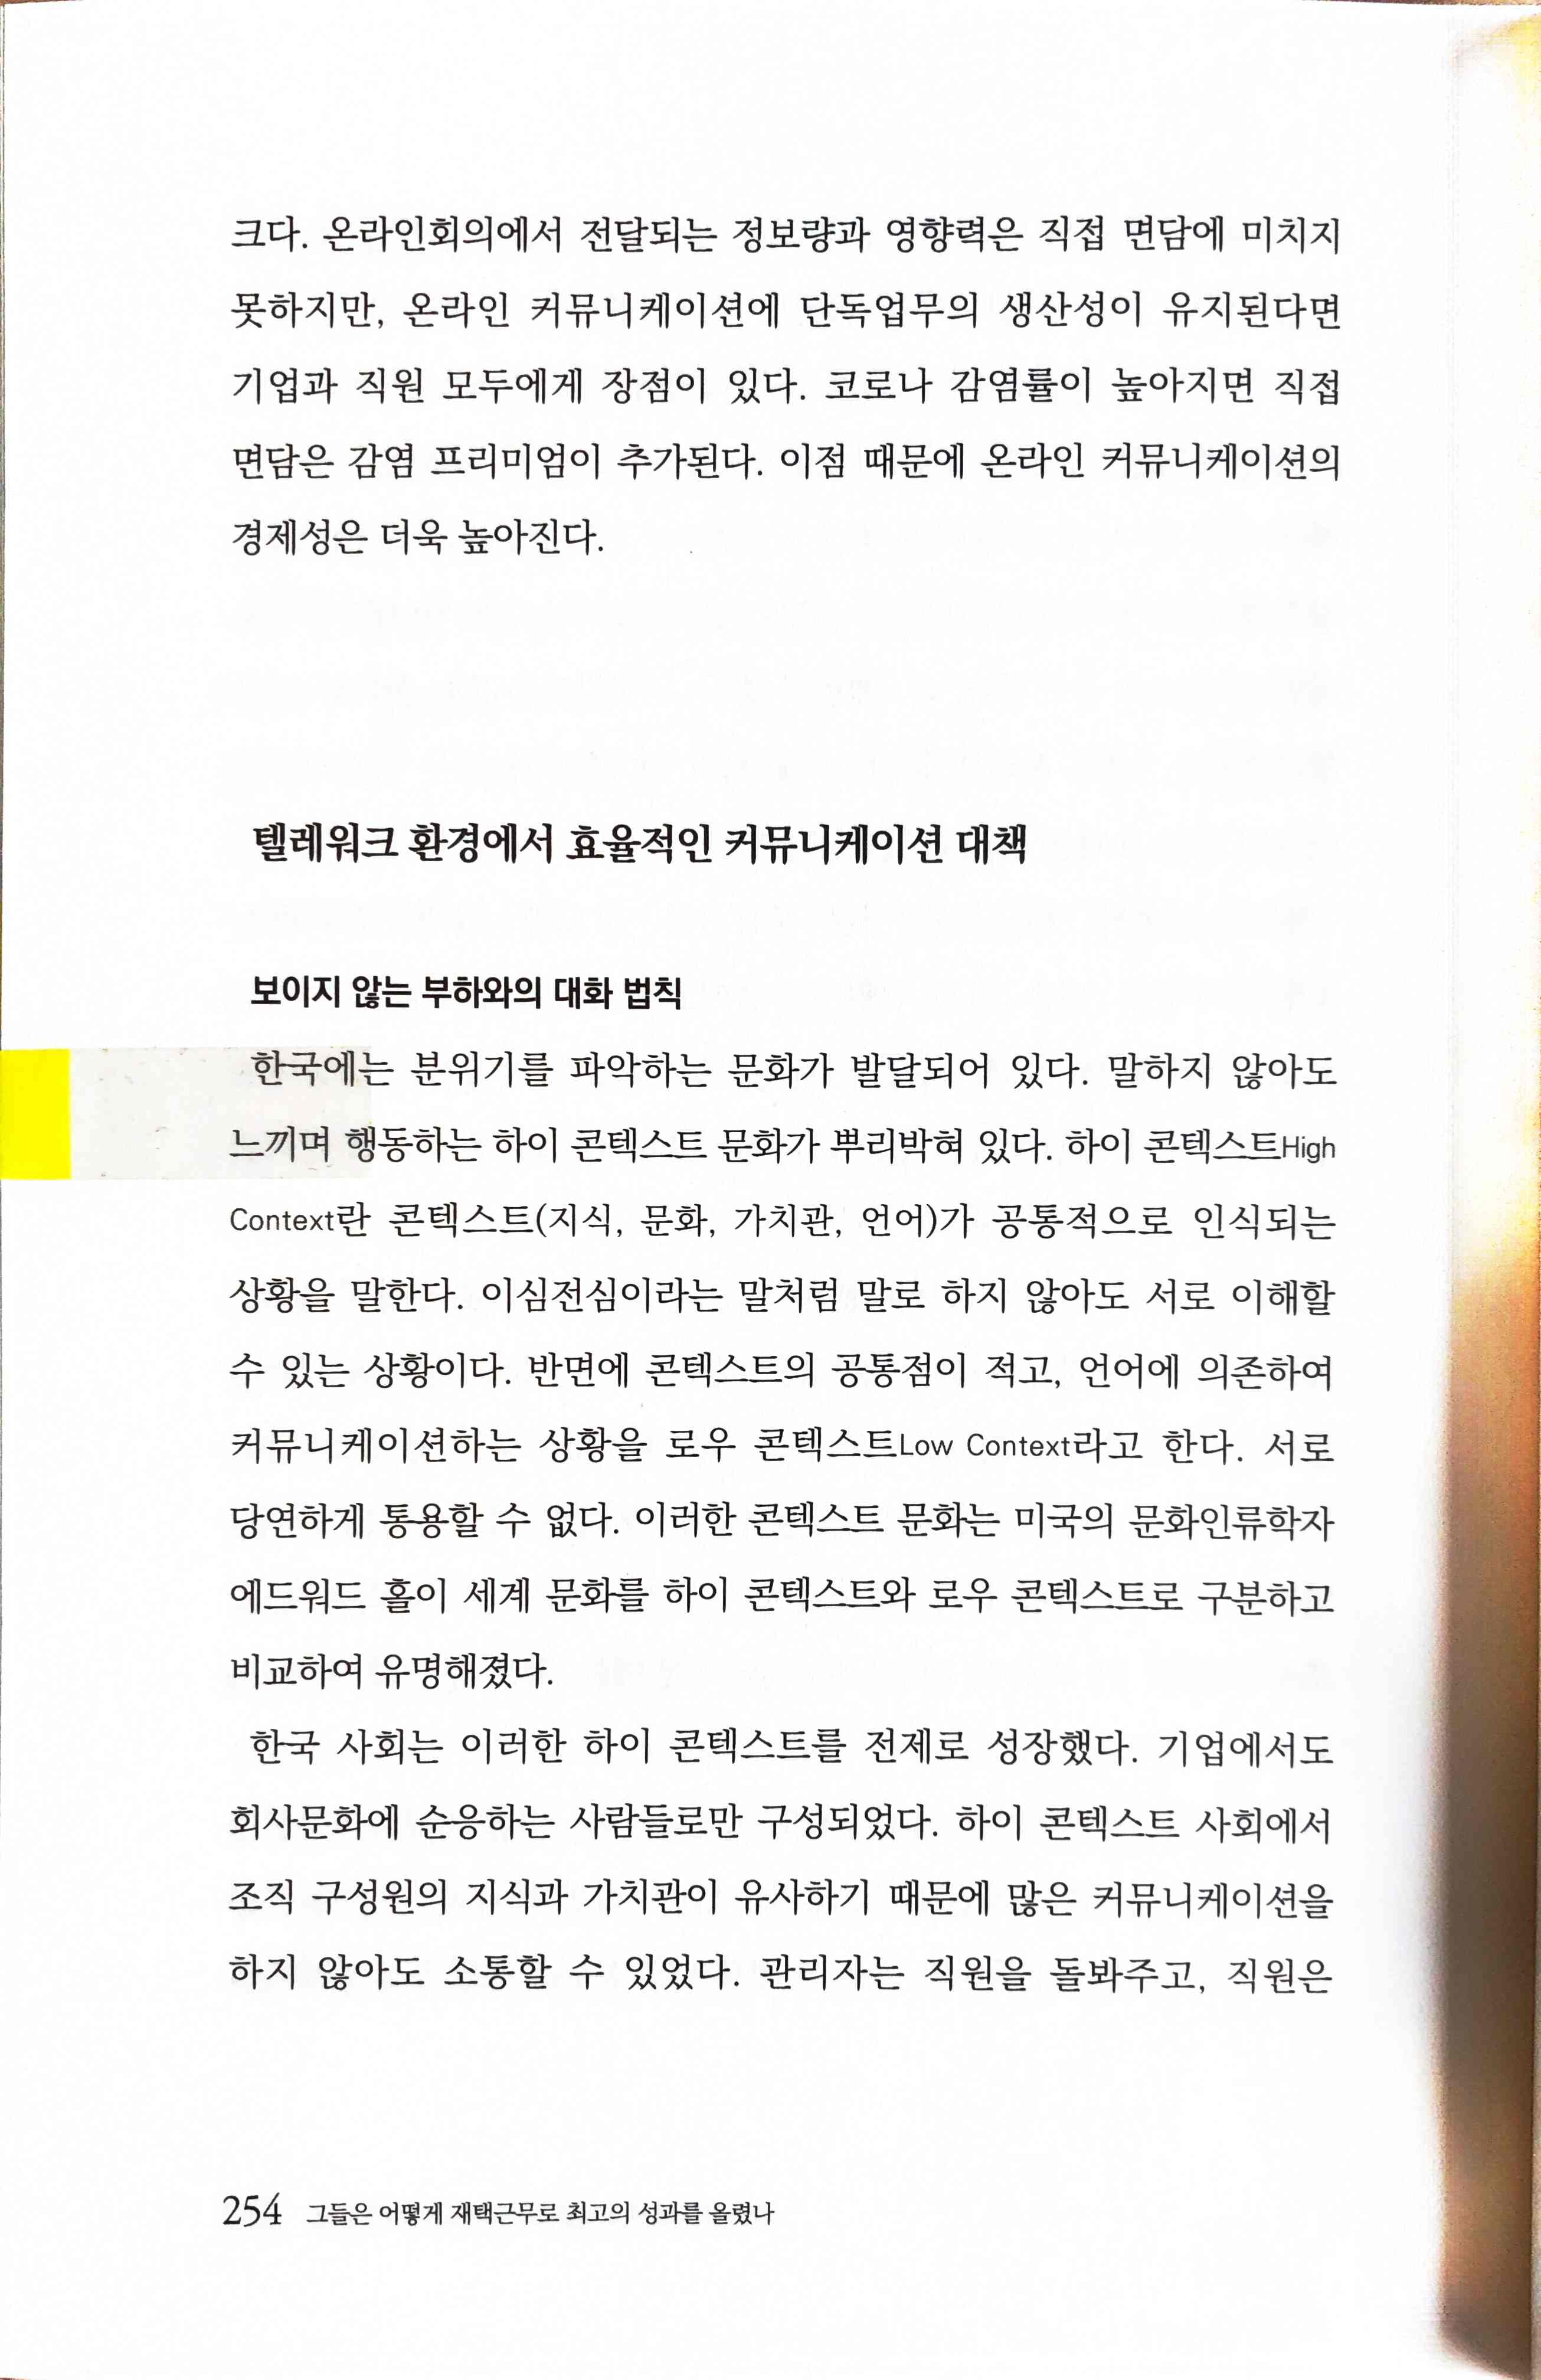 크다. 온라인회의에서 전달되는 정보량과 영향력은 직접 면담에 미치지
못하지만, 온라인 커뮤니케이션에 단독업무의 생산성이 유지된다면
기업과 직원 모두에게 장점이 있다. 코로나 감염률이 높아지면 직접
면담은 감염 프리미엄이 추가된다. 이점 때문에 온라인 커뮤니케이션의
경제성은 더욱 높아진다.
텔레워크 환경에서 효율적인 커뮤니케이션 대책
보이지 않는 부하와의 대화 법칙
한국에는 분위기를 파악하는 문화가 발달되어 있다. 말하지 않아도
느끼며 행동하는 하이 콘텍스트 문화가 뿌리박혀 있다. 하이 콘텍스트High
Context란 콘텍스트(지식, 문화, 가치관, 언어)가 공통적으로 인식되는
상황을 말한다. 이심전심이라는 말처럼 말로 하지 않아도 서로 이해할
수 있는 상황이다. 반면에 콘텍스트의 공통점이 적고, 언어에 의존하여
커뮤니케이션하는 상황을 로우 콘텍스트Low Context라고 한다. 서로
당연하게 통용할 수 없다. 이러한 콘텍스트 문화는 미국의 문화인류학자
에드워드 홀이 세계 문화를 하이 콘텍스트와 로우 콘텍스트로 구분하고
비교하여 유명해졌다.
한국 사회는 이러한 하이 콘텍스트를 전제로 성장했다. 기업에서도
회사문화에 순응하는 사람들로만 구성되었다. 하이 콘텍스트 사회에서
조직 구성원의 지식과 가치관이 유사하기 때문에 많은 커뮤니케이션을
하지 않아도 소통할 수 있었다. 관리자는 직원을 돌봐주고, 직원은
254 그들은 어떻게 재택근무로 최고의 성과를 올렸나